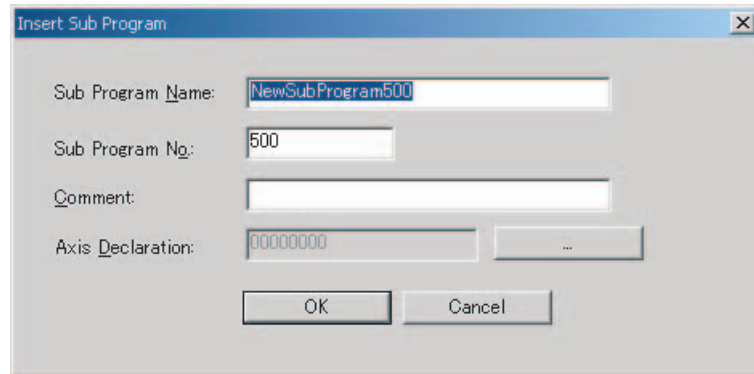 Insert Sub Program
Sub Program Name: NewSubProgram500
Sub Program No.: 500
Comment:
Axis Declaration: 00000000 ...
OK Cancel